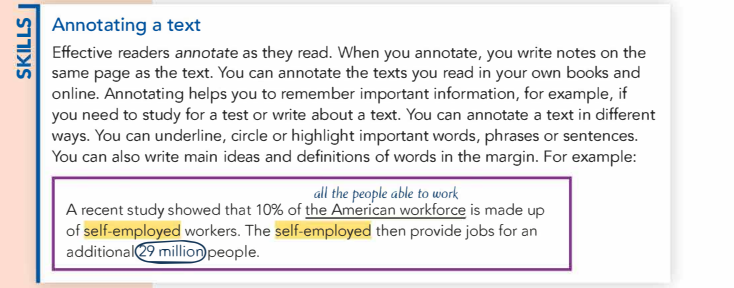 SKILLS
Annotating a text
Effective readers annotate as they read. When you annotate, you write notes on the
same page as the text. You can annotate the texts you read in your own books and
online. Annotating helps you to remember important information, for example, if
you need to study for a test or write about a text. You can annotate a text in different
ways. You can underline, circle or highlight important words, phrases or sentences.
You can also write main ideas and definitions of words in the margin. For example:
all the people able to work
A recent study showed that 10% of the American workforce is made up
of self-employed workers. The self-employed then provide jobs for an
additional 29 million people.